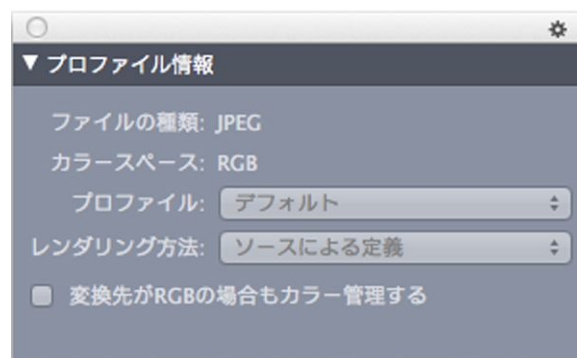 ▼ プロファイル情報
ファイルの種類: JPEG
カラースペース: RGB
プロファイル: デフォルト
レンダリング方法: ソースによる定義
変換先がRGBの場合もカラー管理する